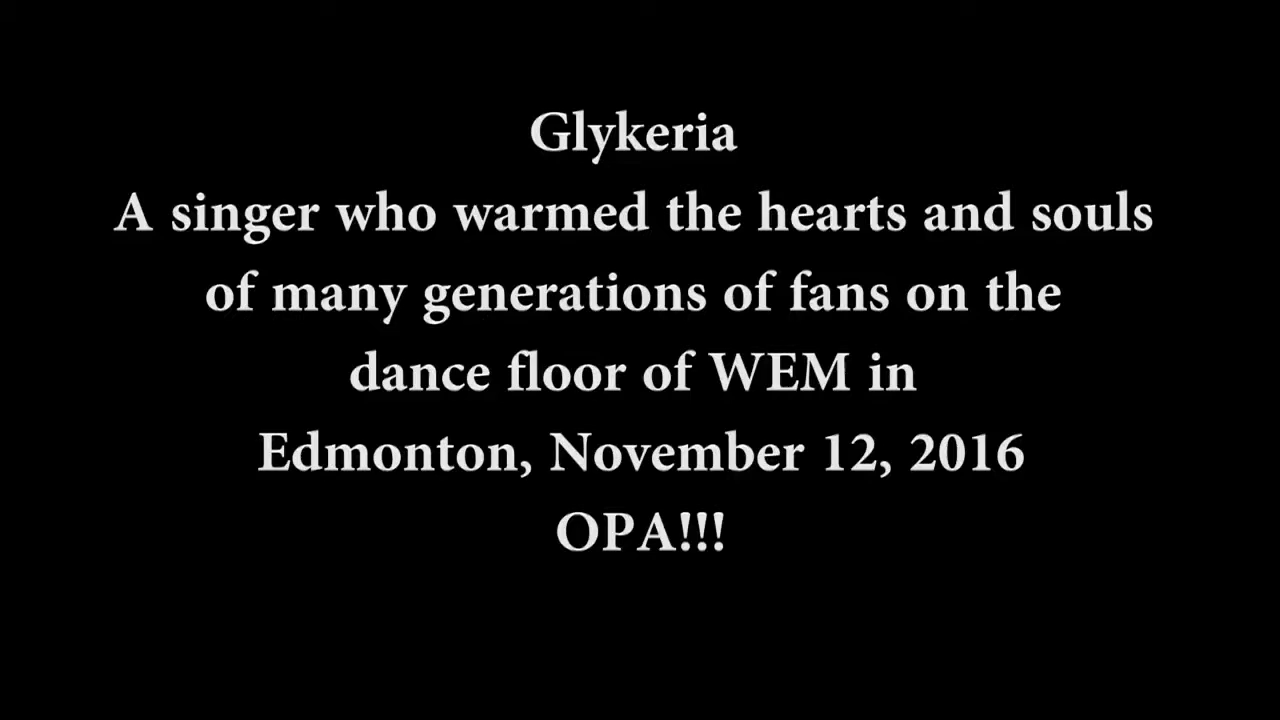 Glykeria
A singer who warmed the hearts and souls
of many generations of fans on the
dance floor of WEM in
Edmonton, November 12, 2016
OPA!!!